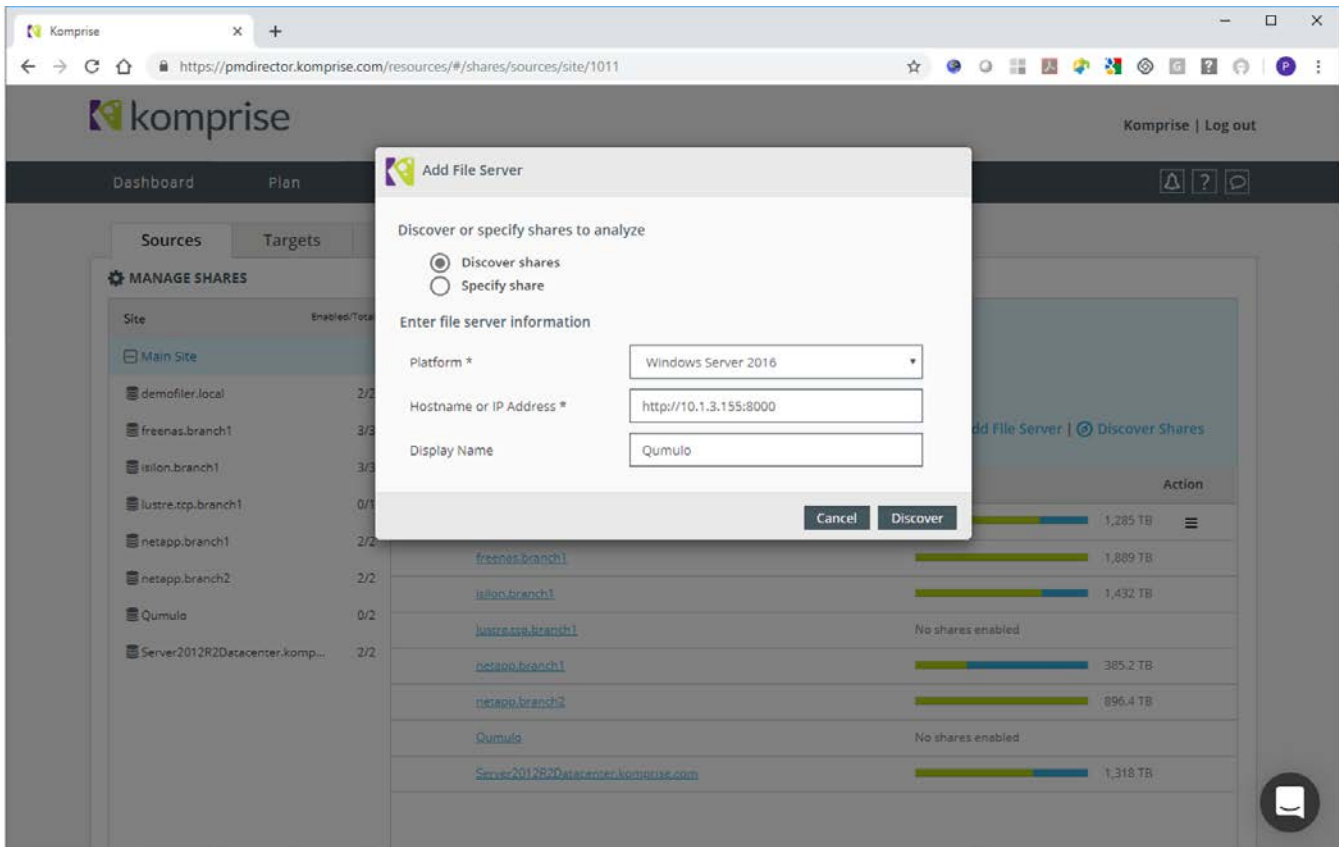 Komprise
https://pmdirector.komprise.com/resources/#/shares/sources/site/1011
komprise
Komprise | Log out
Dashboard Plan
Add File Server
Sources Targets
Discover or specify shares to analyze
Discover shares
Specify share
MANAGE SHARES
Site Enabled/Total
Enter file server information
Main Site
Platform * Windows Server 2016
demofiler.local 2/2
Hostname or IP Address * http://10.1.3.155:8000
freenas.branch1 3/3
dd File Server | Discover Shares
Display Name Qumulo
isilon.branch1 3/3
Action
lustre.tcp.branch1 0/1
Cancel Discover
1,285 TB
netapp.branch1 2/2
freenas.branch1 1,889 TB
netapp.branch2 2/2
isilon.branch1 1,432 TB
Qumulo 0/2
lustre.tcp.branch1 No shares enabled
Server2012R2Datacenter.komp... 2/2
netapp.branch1 385.2 TB
netapp.branch2 896.4 TB
Qumulo No shares enabled
Server2012R2Datacenter.komprise.com 1,318 TB